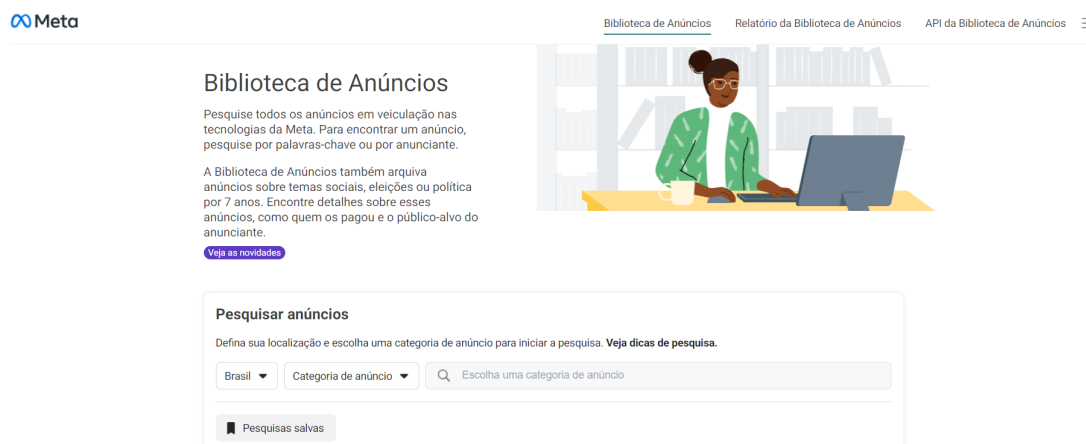 Meta
Biblioteca de Anúncios
Relatório da Biblioteca de Anúncios
API da Biblioteca de Anúncios
Biblioteca de Anúncios
Pesquise todos os anúncios em veiculação nas
tecnologias da Meta. Para encontrar um anúncio,
pesquise por palavras-chave ou por anunciante.
A Biblioteca de Anúncios também arquiva
anúncios sobre temas sociais, eleições ou política
por 7 anos. Encontre detalhes sobre esses
anúncios, como quem os pagou e o público-alvo do
anunciante.
Veja as novidades
Pesquisar anúncios
Defina sua localização e escolha uma categoria de anúncio para iniciar a pesquisa. Veja dicas de pesquisa.
Brasil
Categoria de anúncio
Escolha uma categoria de anúncio
Pesquisas salvas